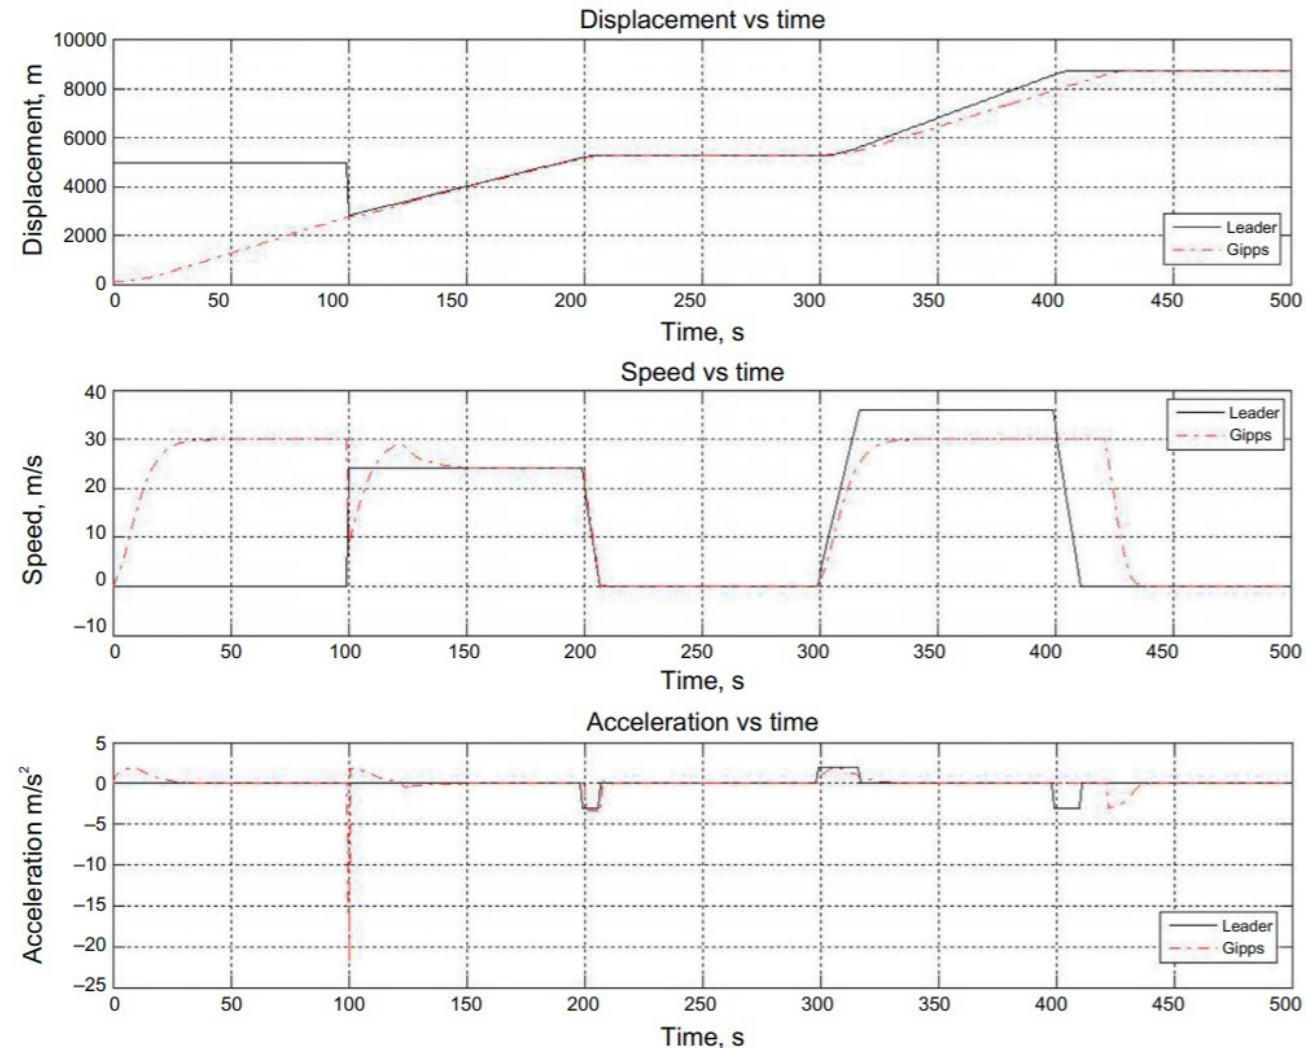 Displacement vs time
Displacement, m
10000
8000
6000
4000
2000
0
Leader
Gipps
0 50 100 150 200 250 300 350 400 450 500
Time, s
Speed vs time
Speed, m/s
40
30
20
10
0
–10
Leader
Gipps
0 50 100 150 200 250 300 350 400 450 500
Time, s
Acceleration vs time
Acceleration m/s²
5
0
–5
–10
–15
–20
–25
Leader
Gipps
0 50 100 150 200 250 300 350 400 450 500
Time, s